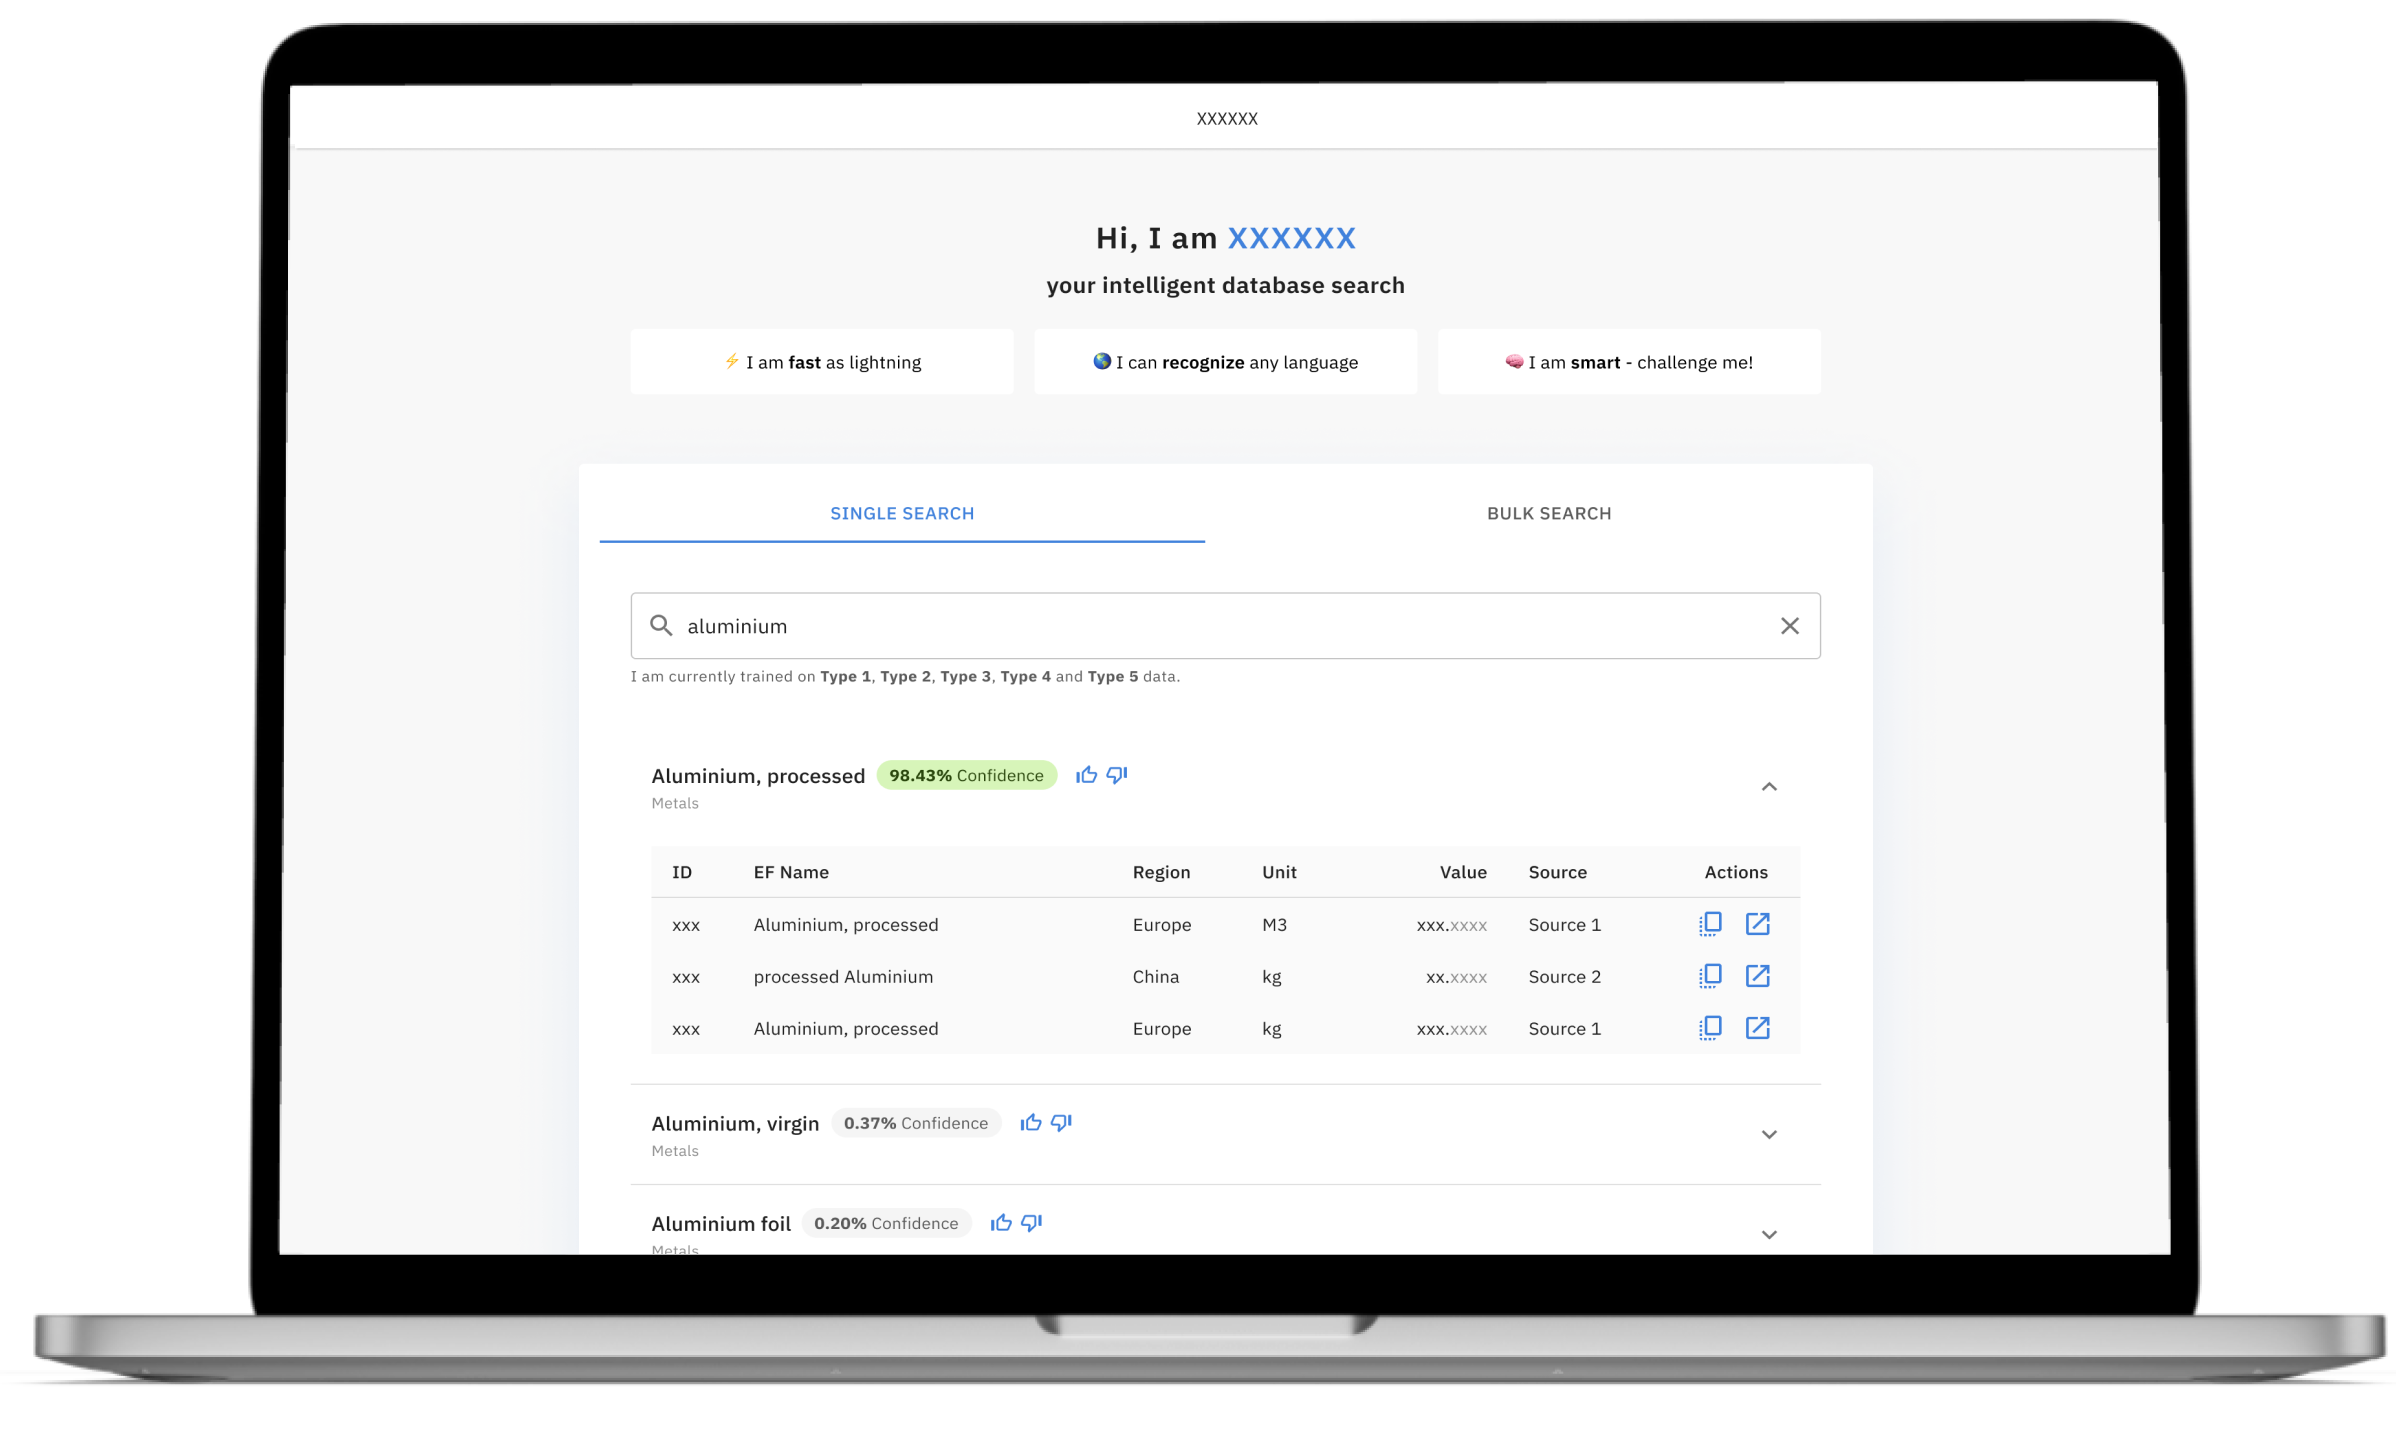 XXXXXX
Hi, I am XXXXXX
your intelligent database search
⚡ I am fast as lightning
🌎 I can recognize any language
🧠 I am smart - challenge me!
SINGLE SEARCH
BULK SEARCH
aluminium
I am currently trained on Type 1, Type 2, Type 3, Type 4 and Type 5 data.
Aluminium, processed 98.43% Confidence
Metals
ID EF Name Region Unit Value Source Actions
xxx Aluminium, processed Europe M3 xxx.xxxx Source 1
xxx processed Aluminium China kg xx.xxxx Source 2
xxx Aluminium, processed Europe kg xxx.xxxx Source 1
Aluminium, virgin 0.37% Confidence
Metals
Aluminium foil 0.20% Confidence
Metals